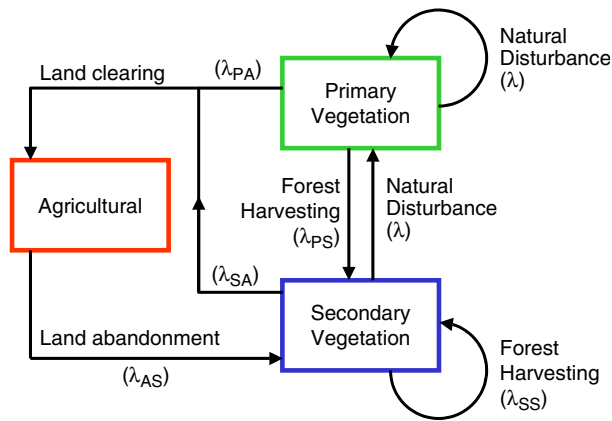 Land clearing
(λPA)
Primary
Vegetation
Natural
Disturbance
(λ)
Agricultural
Forest
Harvesting
(λPS)
Natural
Disturbance
(λ)
(λSA)
Secondary
Vegetation
Land abandonment
(λAS)
Forest
Harvesting
(λSS)